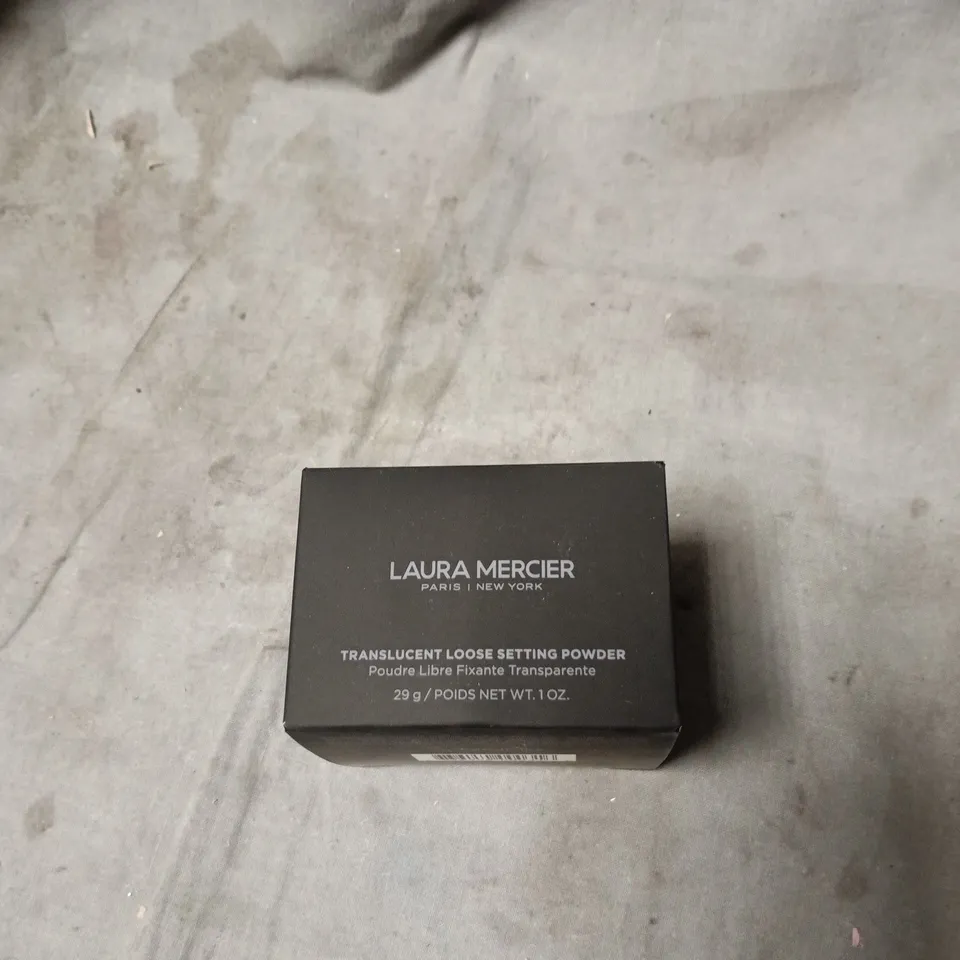 LAURA MERCIER
PARIS | NEW YORK
TRANSLUCENT LOOSE SETTING POWDER
Poudre Libre Fixante Transparente
29 g / POIDS NET WT. 1 OZ.